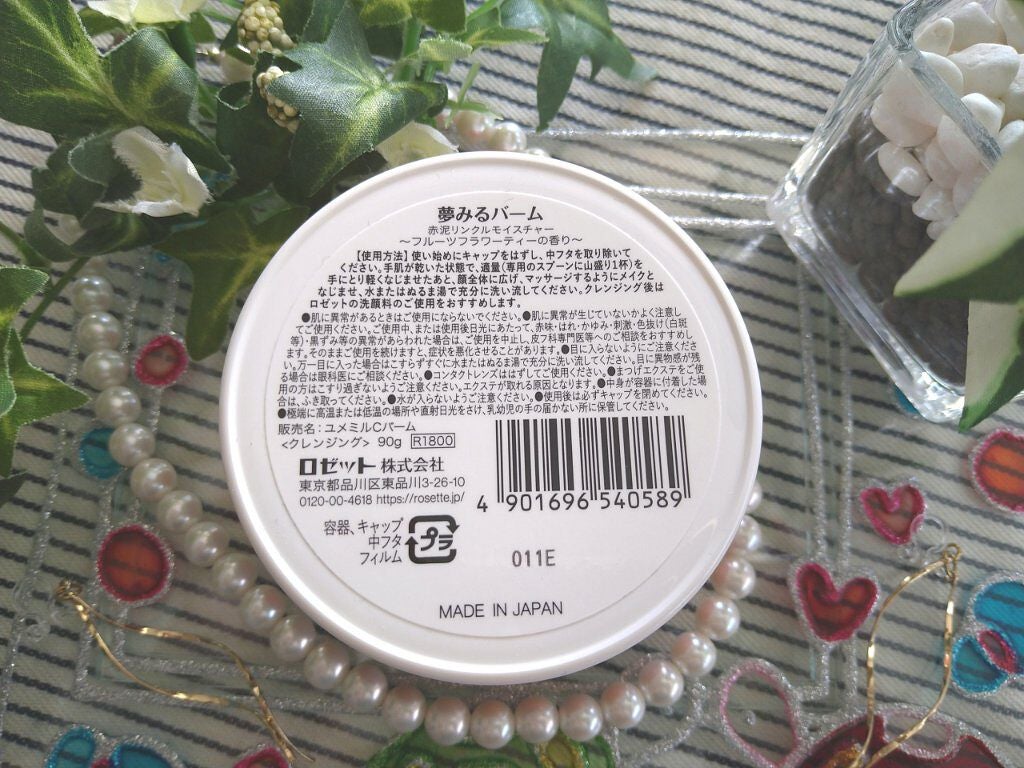 夢みるバーム
赤泥リンクルモイスチャー
～フルーツフラワーティーの香り～
【使用方法】使い始めにキャップをはずし、中フタを取り除いて
ください。手肌が乾いた状態で、適量(専用のスプーンに山盛り1杯)を
手にとり軽くなじませたあと、顔全体に広げ、マッサージするようにメイクと
なじませ、水またはぬるま湯で充分に洗い流してください。クレンジング後は
ロゼットの洗顔料のご使用をおすすめします。
●肌に異常があるときはご使用にならないでください。●肌に異常が生じていないかよく注意し
てご使用ください。ご使用中、または使用後日光にあたって、赤味・はれ・かゆみ・刺激・色抜け(白斑
等)・黒ずみ等の異常があらわれた場合は、ご使用を中止し、皮フ科専門医等へのご相談をおすすめし
ます。そのままご使用を続けますと、症状を悪化させることがあります。●目に入らないようにご注意くださ
い。万一目に入った場合はこすらずすぐに水またはぬるま湯で充分に洗い流してください。目に異物感が残
る場合は眼科医にご相談ください。●コンタクトレンズははずしてご使用ください。●まつげエクステをご使
用の方はこすり過ぎないようご注意ください。エクステが取れる原因となります。●中身が容器に付着した場
合は、ふき取ってください。●水が入らないようご注意ください。●使用後は必ずキャップを閉めてください。
●極端に高温または低温の場所や直射日光をさけ、乳幼児の手の届かない所に保管してください。
販売名：ユメミルCバーム
<クレンジング> 90g R1800
ロゼット株式会社
東京都品川区東品川3-26-10
0120-00-4618 https://rosette.jp/
4 901696 540589
容器、キャップ
中フタ
フィルム
プラ
011E
MADE IN JAPAN